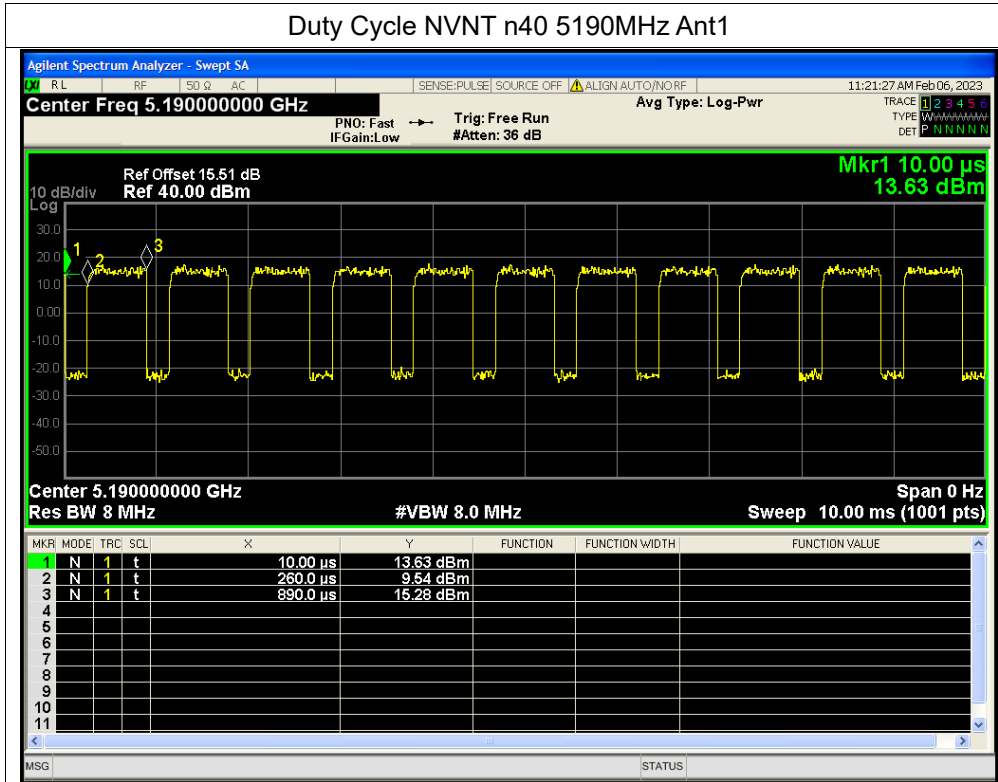 Duty Cycle NVNT n40 5190MHz Ant1
Agilent Spectrum Analyzer - Swept SA
LXI RL RF 50 Ω AC SENSE:PULSE SOURCE OFF ALIGN AUTO/NO RF 11:21:27 AM Feb 06, 2023
Center Freq 5.190000000 GHz Avg Type: Log-Pwr TRACE 1 2 3 4 5 6
PNO: Fast Trig: Free Run TYPE W
IFGain:Low #Atten: 36 dB DET P N N N N N
Mkr1 10.00 µs
Ref Offset 15.51 dB
10 dB/div Ref 40.00 dBm 13.63 dBm
Log
30.0
1 2 3
20.0
10.0
0.00
-10.0
-20.0
-30.0
-40.0
-50.0
Center 5.190000000 GHz Span 0 Hz
Res BW 8 MHz #VBW 8.0 MHz Sweep 10.00 ms (1001 pts)
MKR MODE TRC SCL X Y FUNCTION FUNCTION WIDTH FUNCTION VALUE
1 N 1 t 10.00 µs 13.63 dBm
2 N 1 t 260.0 µs 9.54 dBm
3 N 1 t 890.0 µs 15.28 dBm
4
5
6
7
8
9
10
11
MSG STATUS